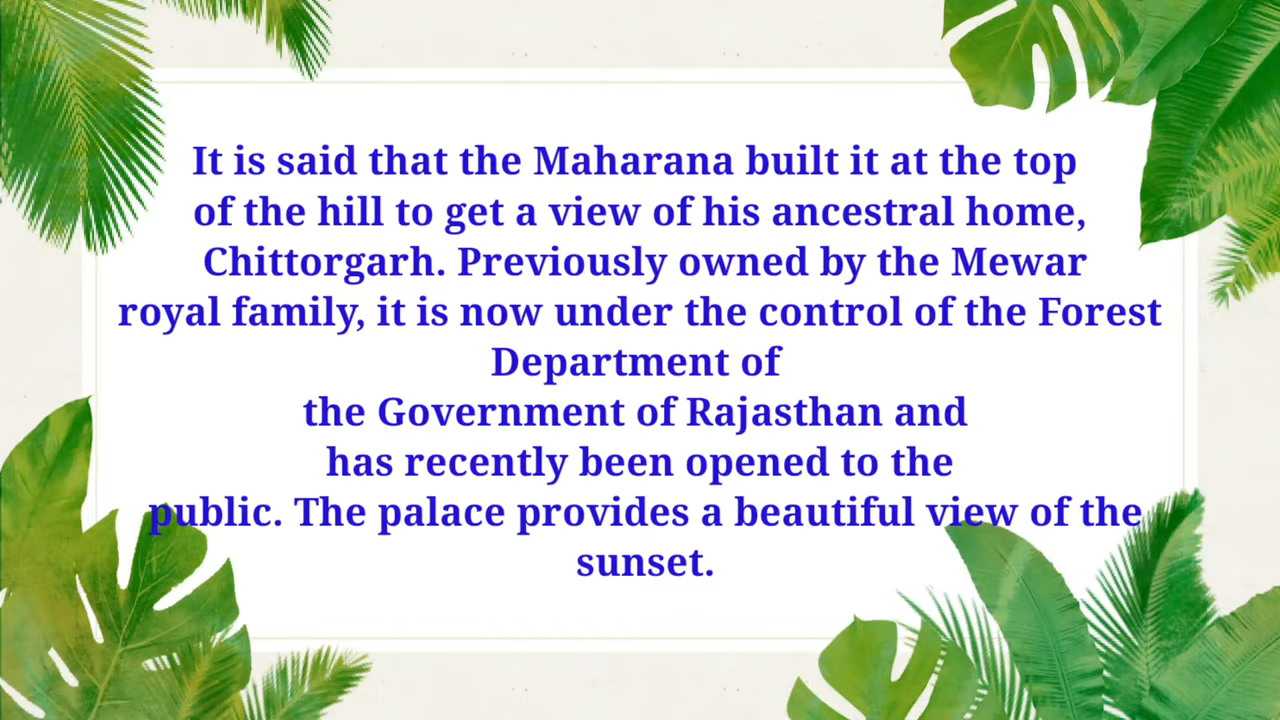 It is said that the Maharana built it at the top
of the hill to get a view of his ancestral home,
Chittorgarh. Previously owned by the Mewar
royal family, it is now under the control of the Forest
Department of
the Government of Rajasthan and
has recently been opened to the
public. The palace provides a beautiful view of the
sunset.